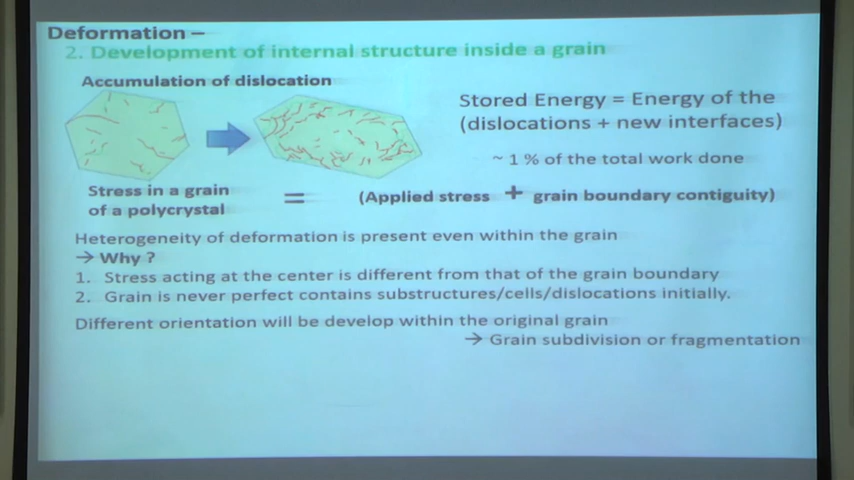 Deformation –
2. Development of internal structure inside a grain
Accumulation of dislocation
Stored Energy = Energy of the
(dislocations + new interfaces)
~ 1 % of the total work done
Stress in a grain
of a polycrystal
=
(Applied stress + grain boundary contiguity)
Heterogeneity of deformation is present even within the grain
→ Why ?
1. Stress acting at the center is different from that of the grain boundary
2. Grain is never perfect contains substructures/cells/dislocations initially.
Different orientation will be develop within the original grain
→ Grain subdivision or fragmentation